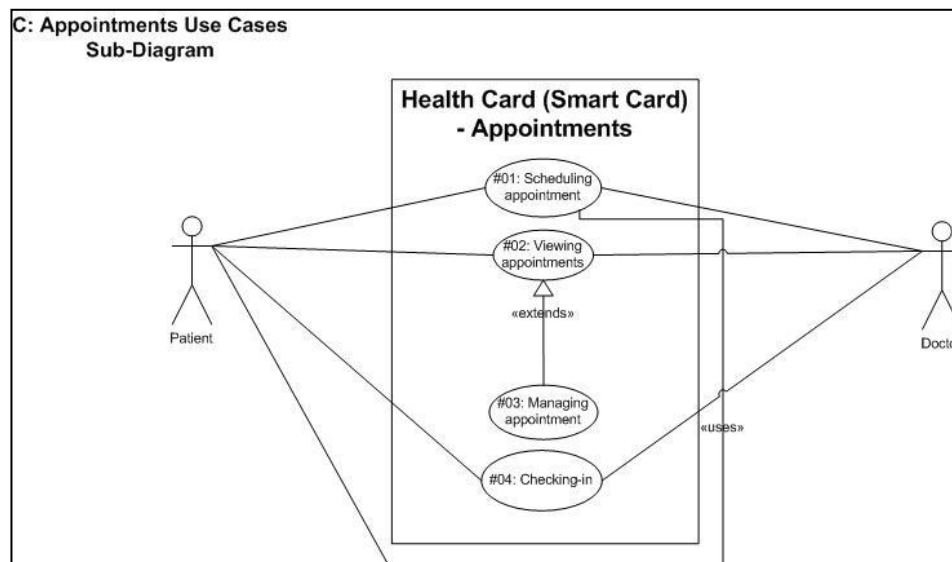 C: Appointments Use Cases
Sub-Diagram
Health Card (Smart Card)
- Appointments
#01: Scheduling
appointment
#02: Viewing
appointments
«extends»
Patient
Docto
#03: Managing
appointment
«uses»
#04: Checking-in